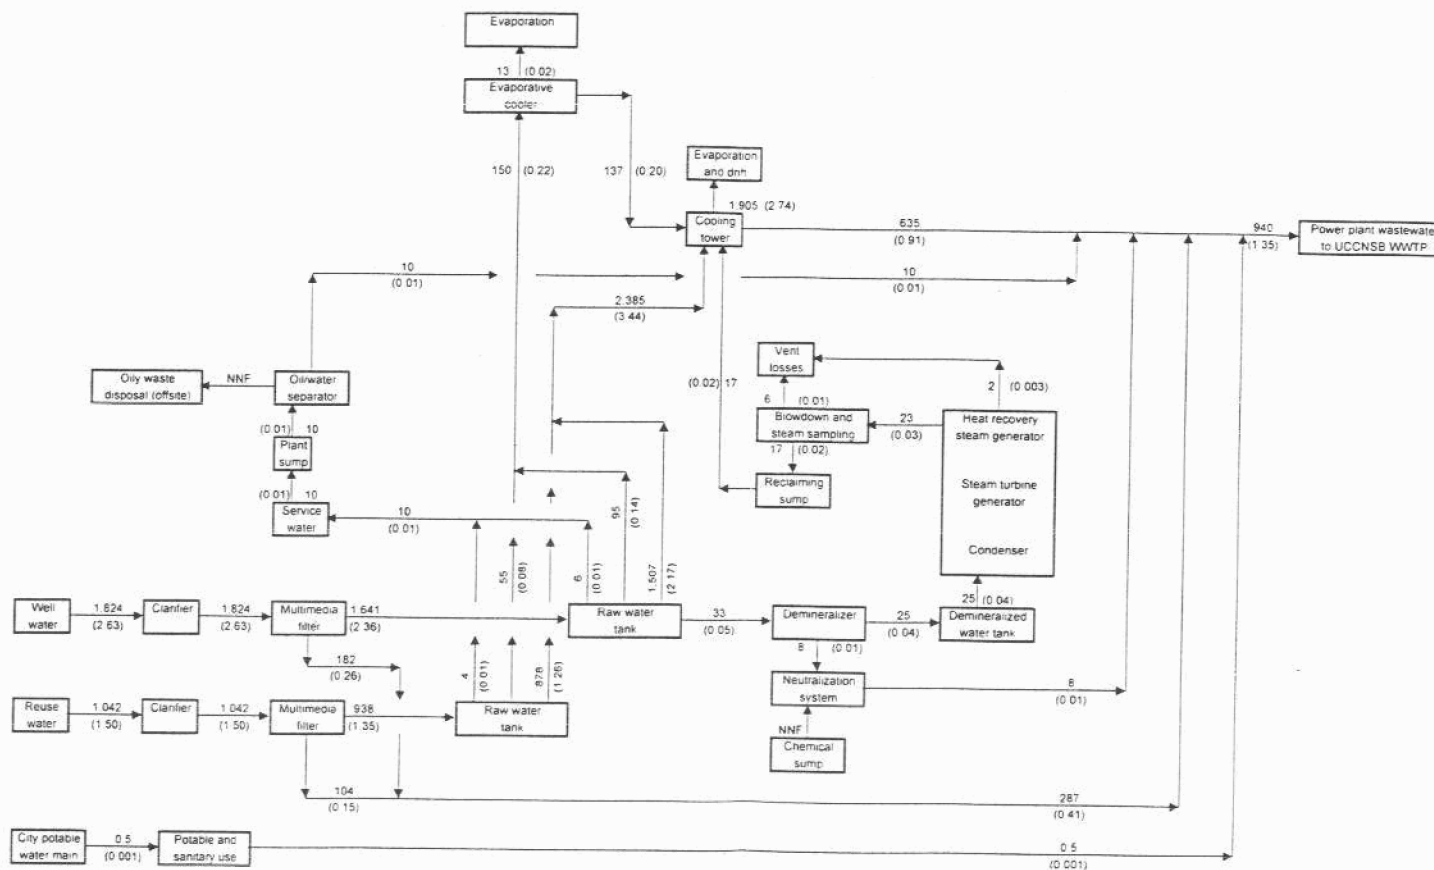 Evaporation
13 (0.02)
Evaporative
cooler
150 (0.22)
137 (0.20)
Evaporation
and drift
1.905 (2.74)
Cooling
tower
635
(0.91)
940
(1.35)
Power plant wastewater
to UCCNSB WWTP
10
(0.01)
10
(0.01)
2.385
(3.44)
Oily waste
disposal (offsite)
NNF
Oil/water
separator
(0.01) 10
Plant
sump
(0.01) 10
Service
water
10
(0.01)
(0.02) 17
Vent
losses
2 (0.003)
6 (0.01)
Blowdown and
steam sampling
23
(0.03)
17 (0.02)
Reclaiming
sump
Heat recovery
steam generator
Steam turbine
generator
Condenser
95
(0.14)
1.507
(2.17)
55
(0.08)
6
(0.01)
25 (0.04)
Well
water
1.824
(2.63)
Clarifier
1.824
(2.63)
Multimedia
filter
1.641
(2.36)
Raw water
tank
33
(0.05)
Demineralizer
25
(0.04)
Demineralized
water tank
182
(0.26)
4
(0.01)
878
(1.26)
8 (0.01)
Neutralization
system
8
(0.01)
Reuse
water
1.042
(1.50)
Clarifier
1.042
(1.50)
Multimedia
filter
938
(1.35)
Raw water
tank
NNF
Chemical
sump
104
(0.15)
287
(0.41)
City potable
water main
0.5
(0.001)
Potable and
sanitary use
0.5
(0.001)